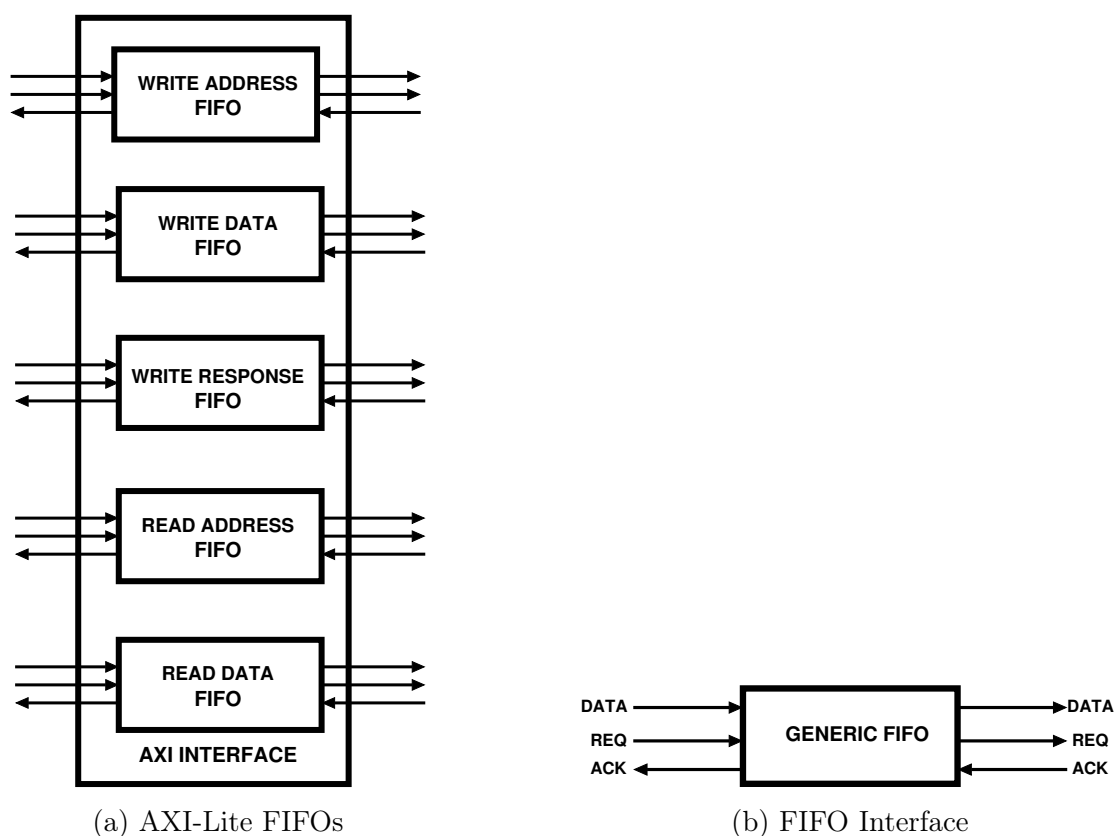 WRITE ADDRESS
FIFO
WRITE DATA
FIFO
WRITE RESPONSE
FIFO
READ ADDRESS
FIFO
READ DATA
FIFO
AXI INTERFACE
(a) AXI-Lite FIFOs
DATA
REQ
ACK
GENERIC FIFO
DATA
REQ
ACK
(b) FIFO Interface